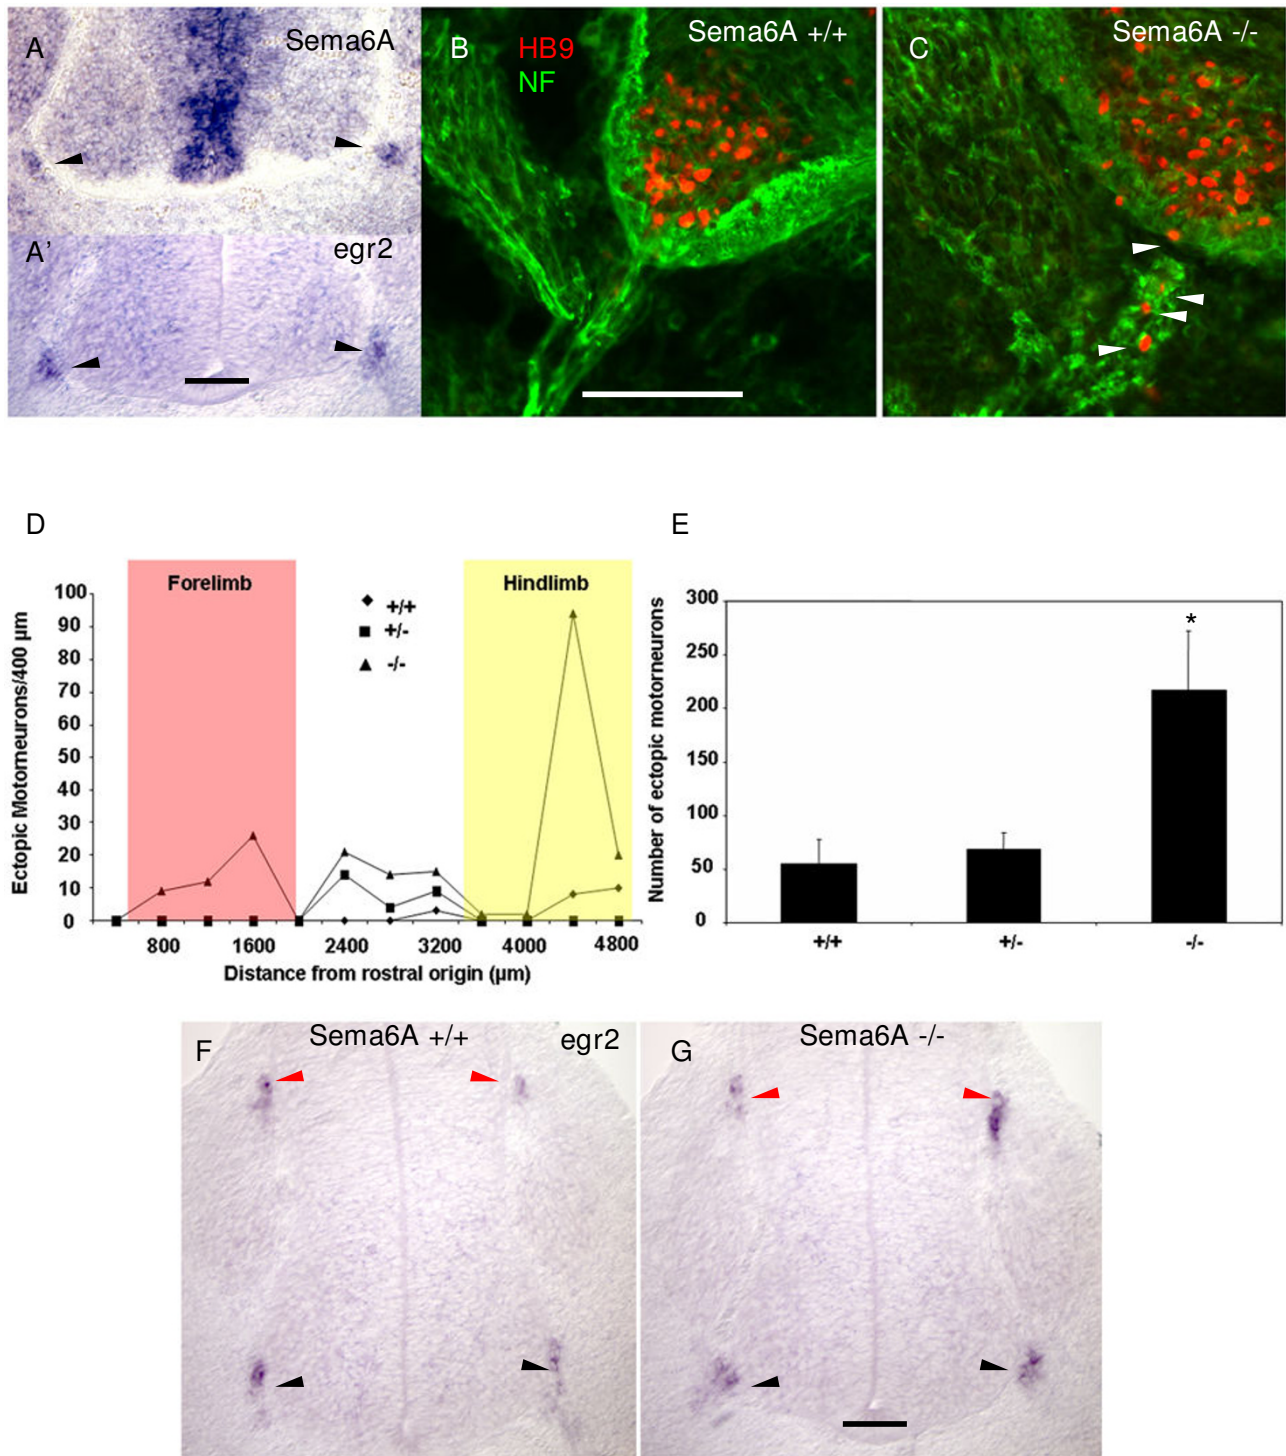 A
Sema6A
A’
egr2
B
HB9
NF
Sema6A +/+
C
Sema6A -/-
D
Forelimb
Hindlimb
+/+
+/-
-/-
Ectopic Motorneurons/400 µm
100
90
80
70
60
50
40
30
20
10
0
800 1600 2400 3200 4000 4800
Distance from rostral origin (µm)
E
Number of ectopic motorneurons
300
250
200
150
100
50
0
*
+/+ +/- -/-
F
Sema6A +/+
egr2
G
Sema6A -/-